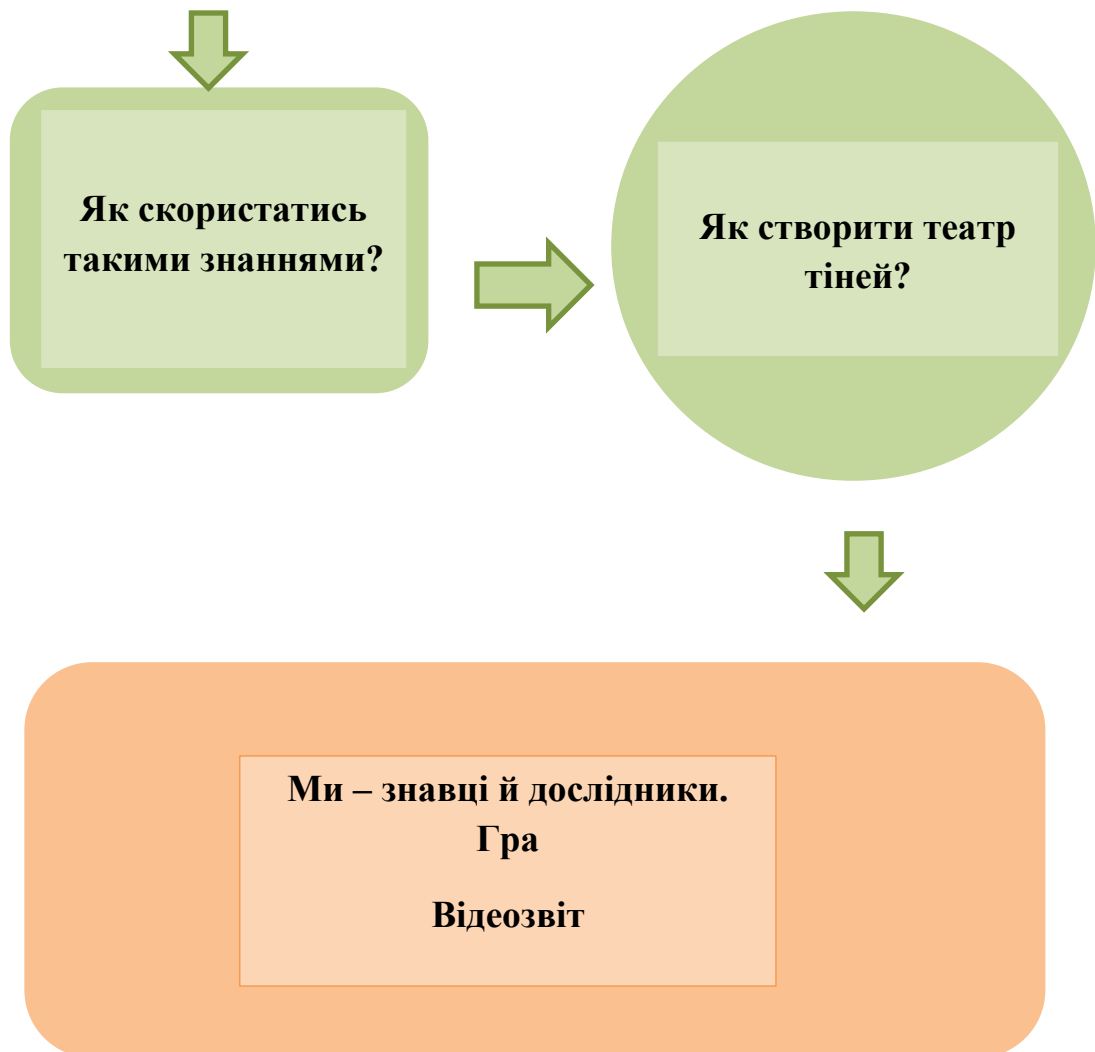 Як скористатись
такими знаннями?
Як створити театр
тіней?
Ми – знавці й дослідники.
Гра
Відеозвіт